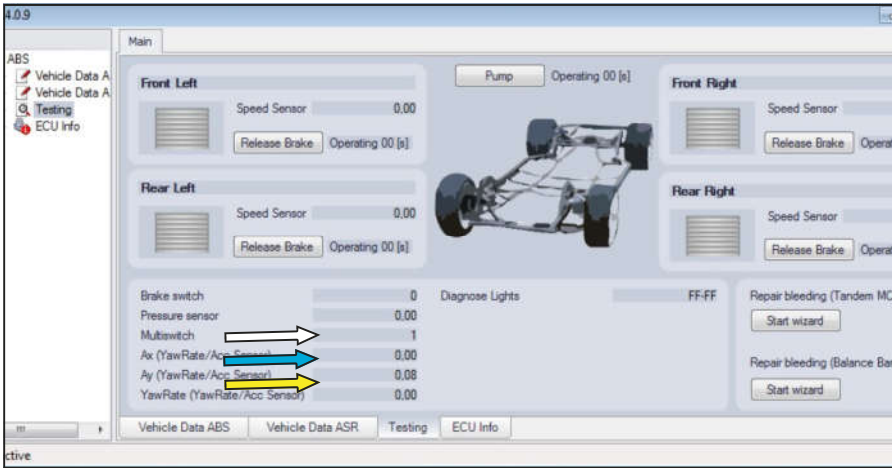 4.0.9
ABS
Vehicle Data A
Vehicle Data A
Testing
ECU Info
Main
Front Left
Speed Sensor 0.00
Release Brake Operating 00 [s]
Pump Operating 00 [s]
Front Right
Speed Sensor
Release Brake Operat
Rear Left
Speed Sensor 0.00
Release Brake Operating 00 [s]
Rear Right
Speed Sensor
Release Brake Operat
Brake switch 0
Pressure sensor 0.00
Multiswitch 1
Ax (YawRate/Acc Sensor) 0.00
Ay (YawRate/Acc Sensor) 0.08
YawRate (YawRate/Acc Sensor) 0.00
Diagnose Lights FF-FF
Repair bleeding (Tandem MC
Start wizard
Repair bleeding (Balance Bar
Start wizard
Vehicle Data ABS Vehicle Data ASR Testing ECU Info
ctive